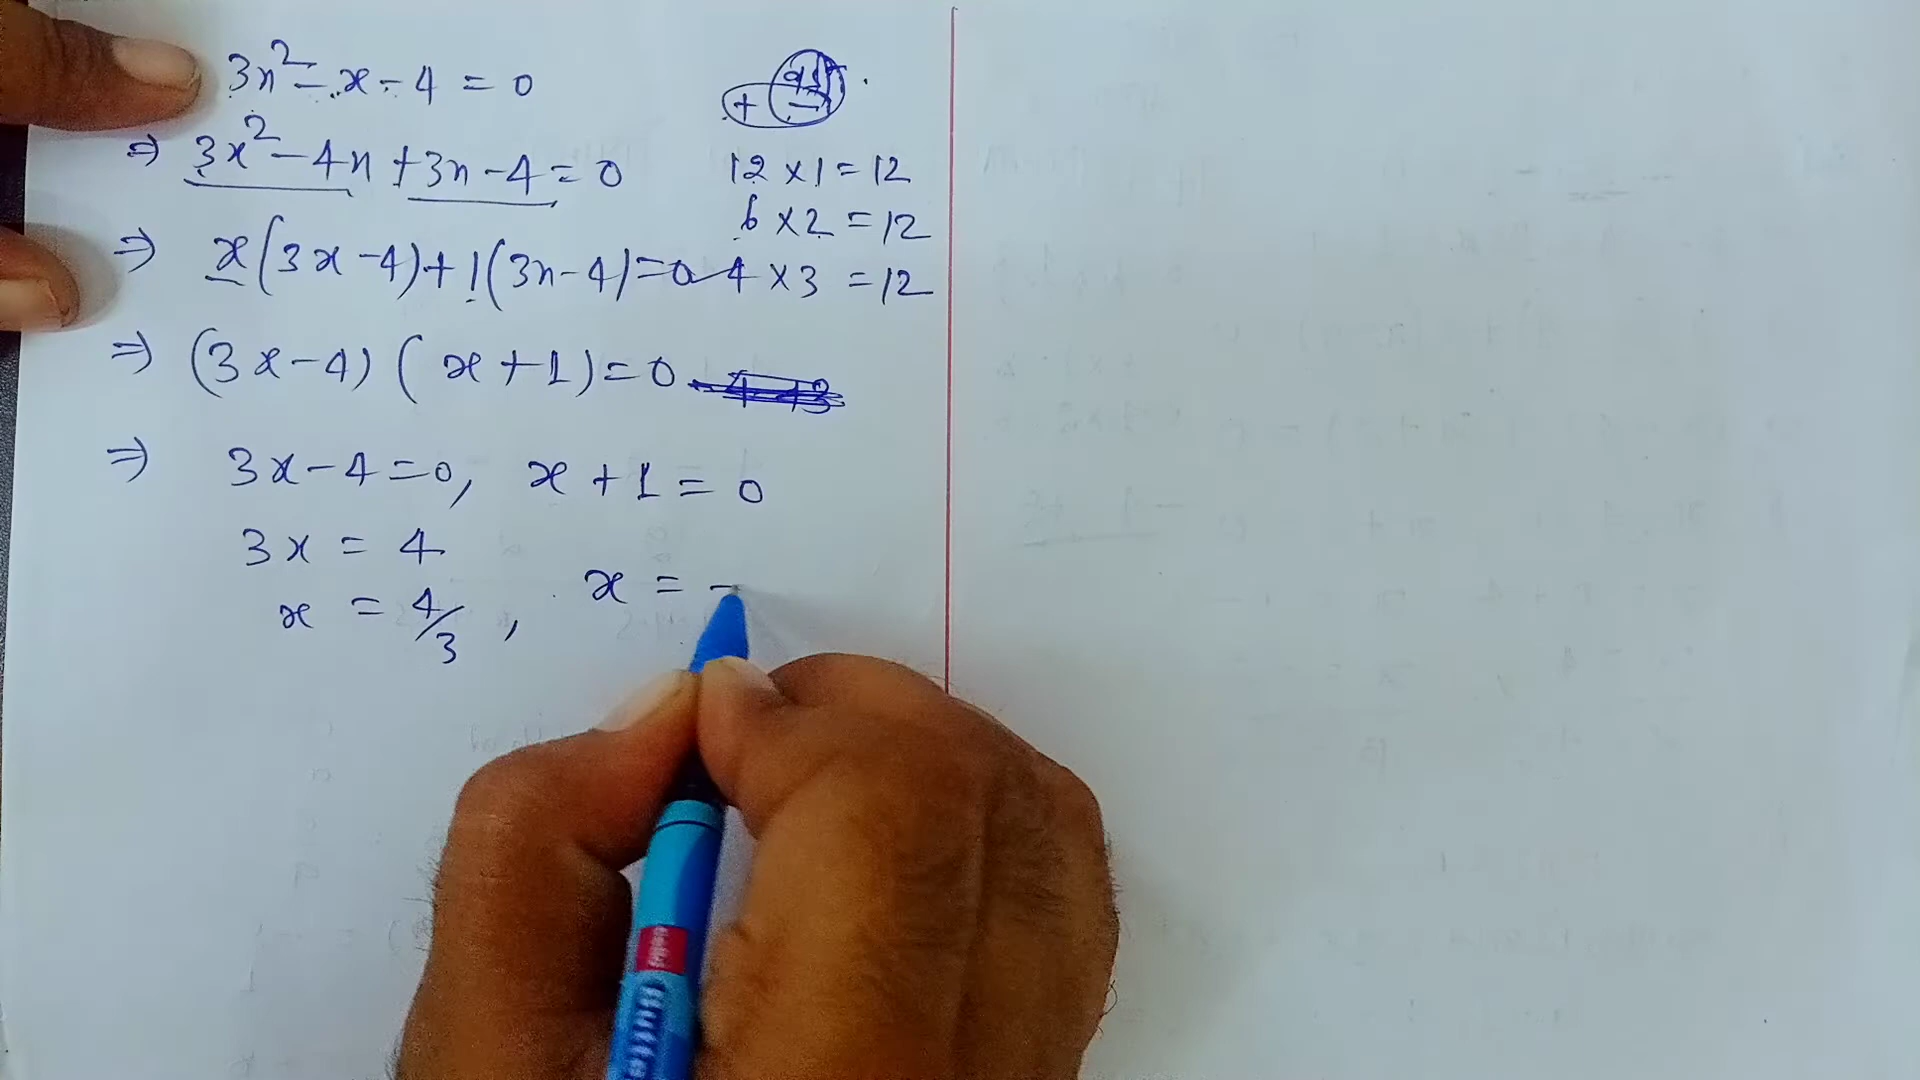 3x² - x - 4 = 0
⇒ 3x² - 4x + 3x - 4 = 0
⇒ x(3x - 4) + 1(3x - 4) = 0
⇒ (3x - 4) (x + 1) = 0
⇒ 3x - 4 = 0, x + 1 = 0
3x = 4
x = 4/3 , x = -
+
12 × 1 = 12
6 × 2 = 12
4 × 3 = 12